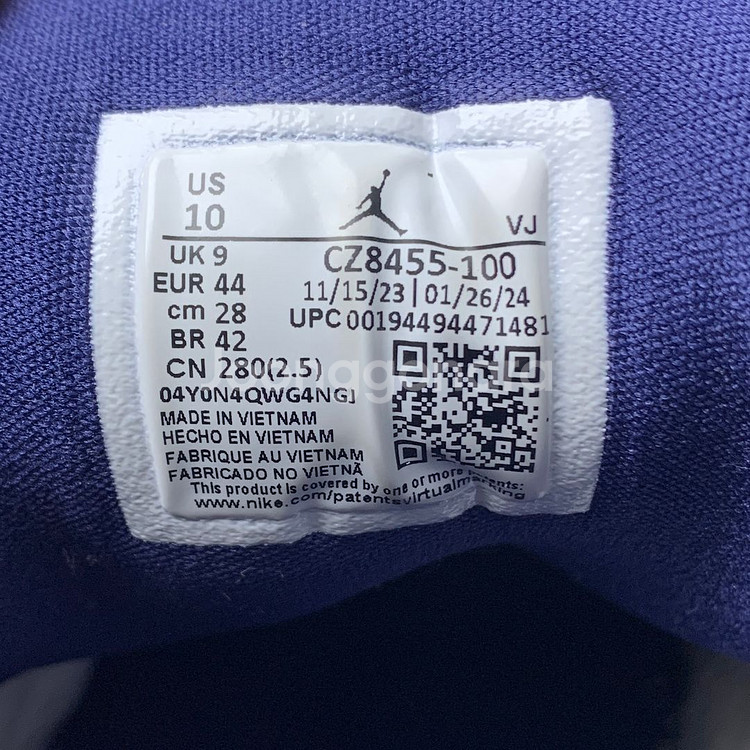 US
10
VJ
UK 9
EUR 44
cm 28
BR 42
CN 280(2.5)
04Y0N4QWG4NGJ
MADE IN VIETNAM
HECHO EN VIETNAM
FABRIQUE AU VIETNAM
FABRICADO NO VIETNÃ
CZ8455-100
11/15/23 | 01/26/24
UPC 00194494471481
This product is covered by one or more patents:
www.nike.com/patentsvirtualmarking
Joonggonara